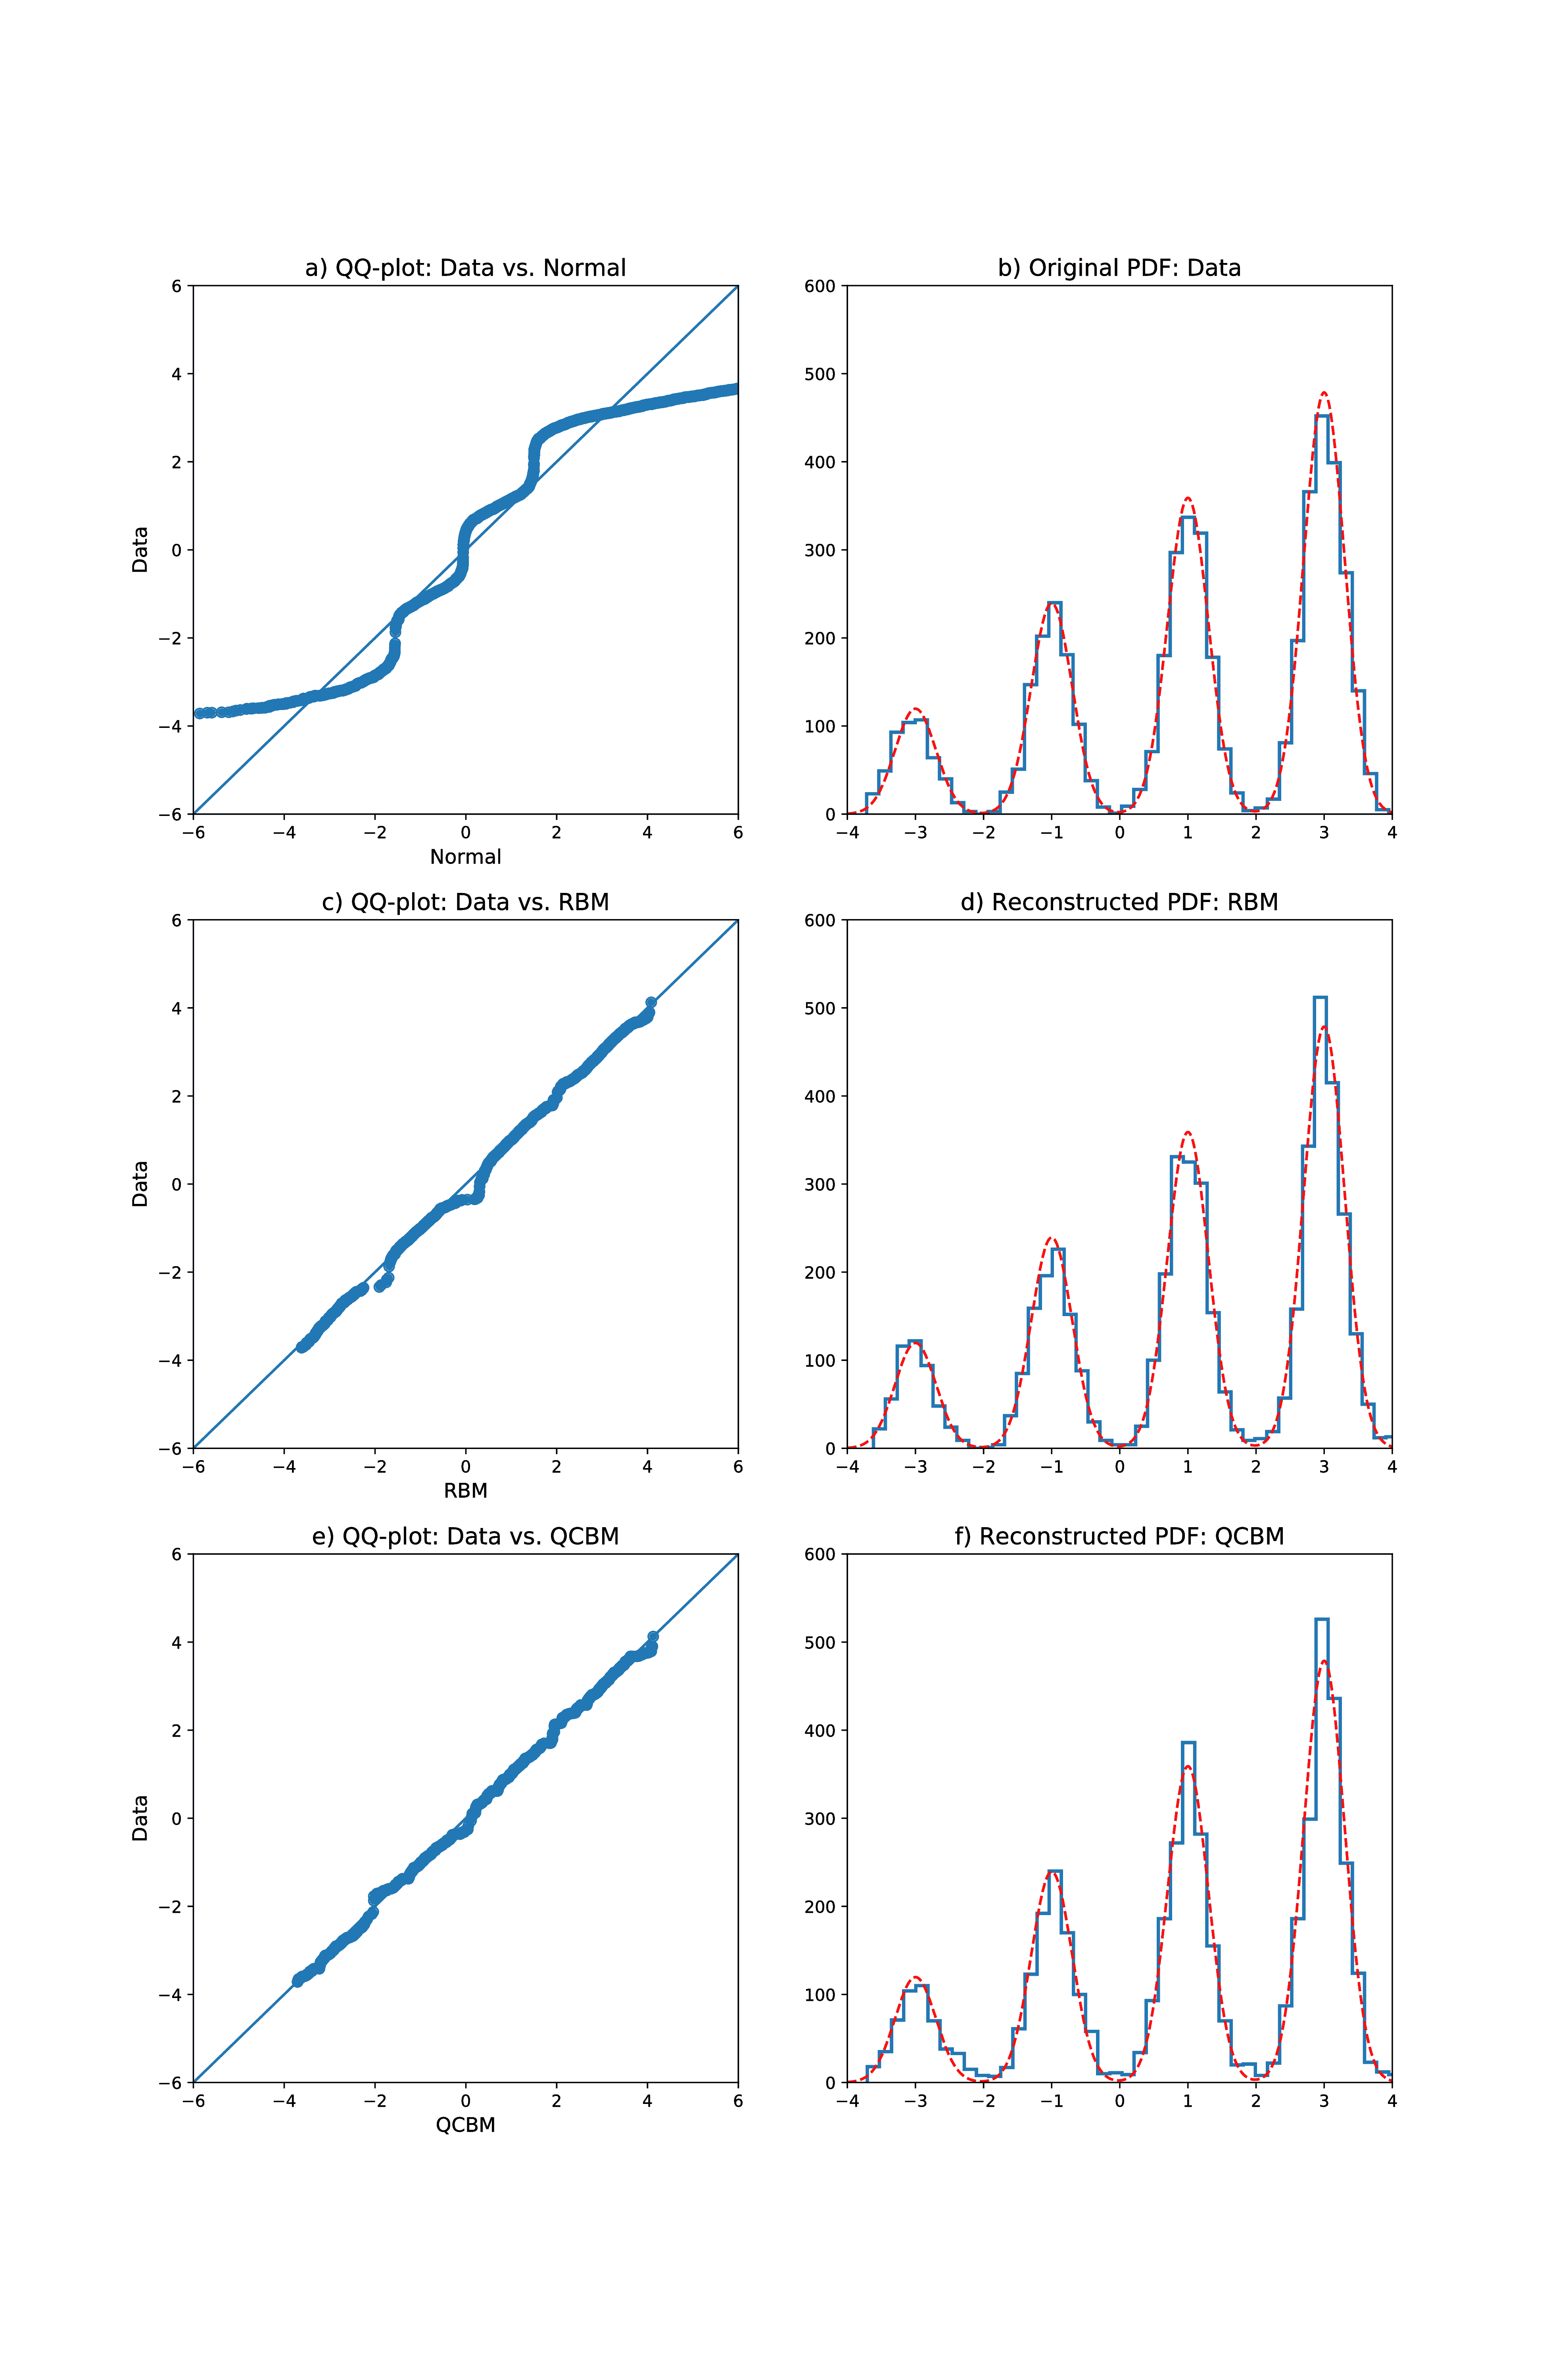 a) QQ-plot: Data vs. Normal
6
4
2
0
−2
−4
−6
Data
−6 −4 −2 0 2 4 6
Normal
b) Original PDF: Data
600
500
400
300
200
100
0
−4 −3 −2 −1 0 1 2 3 4
c) QQ-plot: Data vs. RBM
6
4
2
0
−2
−4
−6
Data
−6 −4 −2 0 2 4 6
RBM
d) Reconstructed PDF: RBM
600
500
400
300
200
100
0
−4 −3 −2 −1 0 1 2 3 4
e) QQ-plot: Data vs. QCBM
6
4
2
0
−2
−4
−6
Data
−6 −4 −2 0 2 4 6
QCBM
f) Reconstructed PDF: QCBM
600
500
400
300
200
100
0
−4 −3 −2 −1 0 1 2 3 4